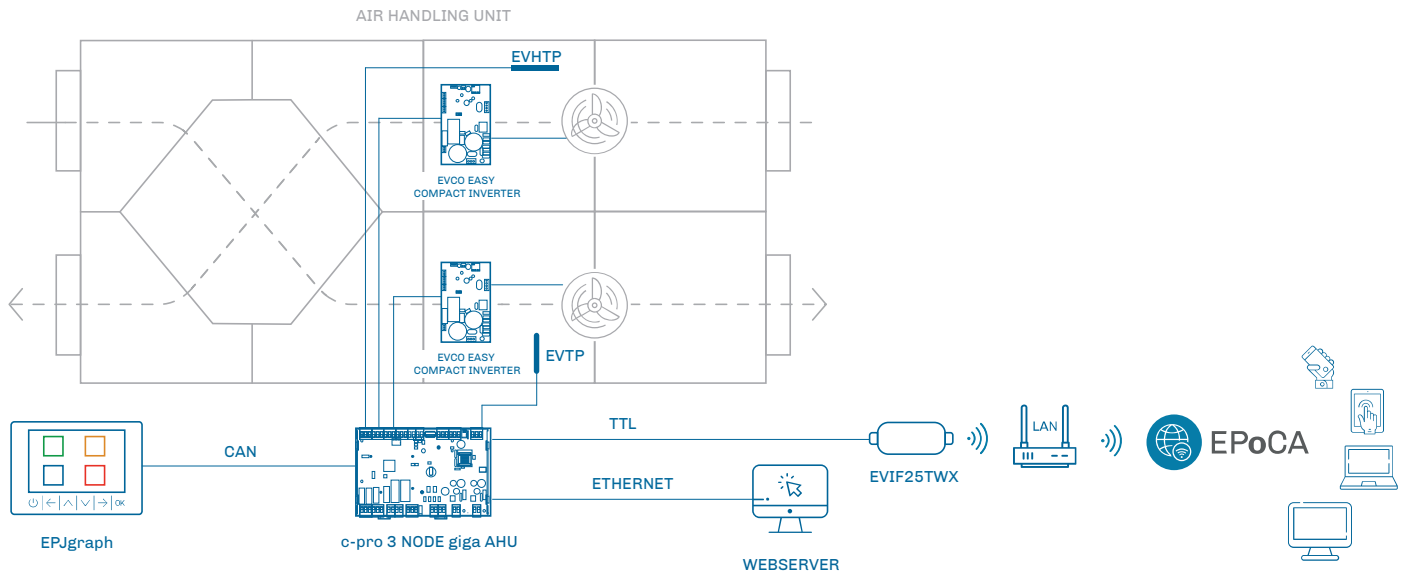 AIR HANDLING UNIT
EVHTP
EVCO EASY
COMPACT INVERTER
EVCO EASY
COMPACT INVERTER
EVTP
CAN
TTL
LAN
EPoCA
EVIF25TWX
ETHERNET
OK
EPJgraph
c-pro 3 NODE giga AHU
WEBSERVER